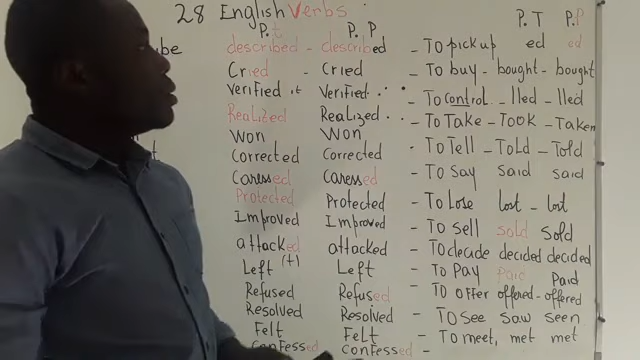 28 English Verbs
P.t P.P P.T P.P
described - described - To pick up ed ed
Cried - Cried - To buy - bought - bought
verified it verified - To control - lled - lled
Realized Realized - To Take - Took - Taken
Won Won - To Tell - Told - Told
Corrected Corrected - To Say said said
Caressed caressed - To Lose lost - lost
Protected Protected - To sell sold sold
Improved Improved - To decide decided decided
attacked attacked - To Pay Paid Paid
Left (t) Left - To offer offered - offered
Refused Refused - To See saw seen
Resolved Resolved - To meet, met met
Felt Felt
confessed confessed -